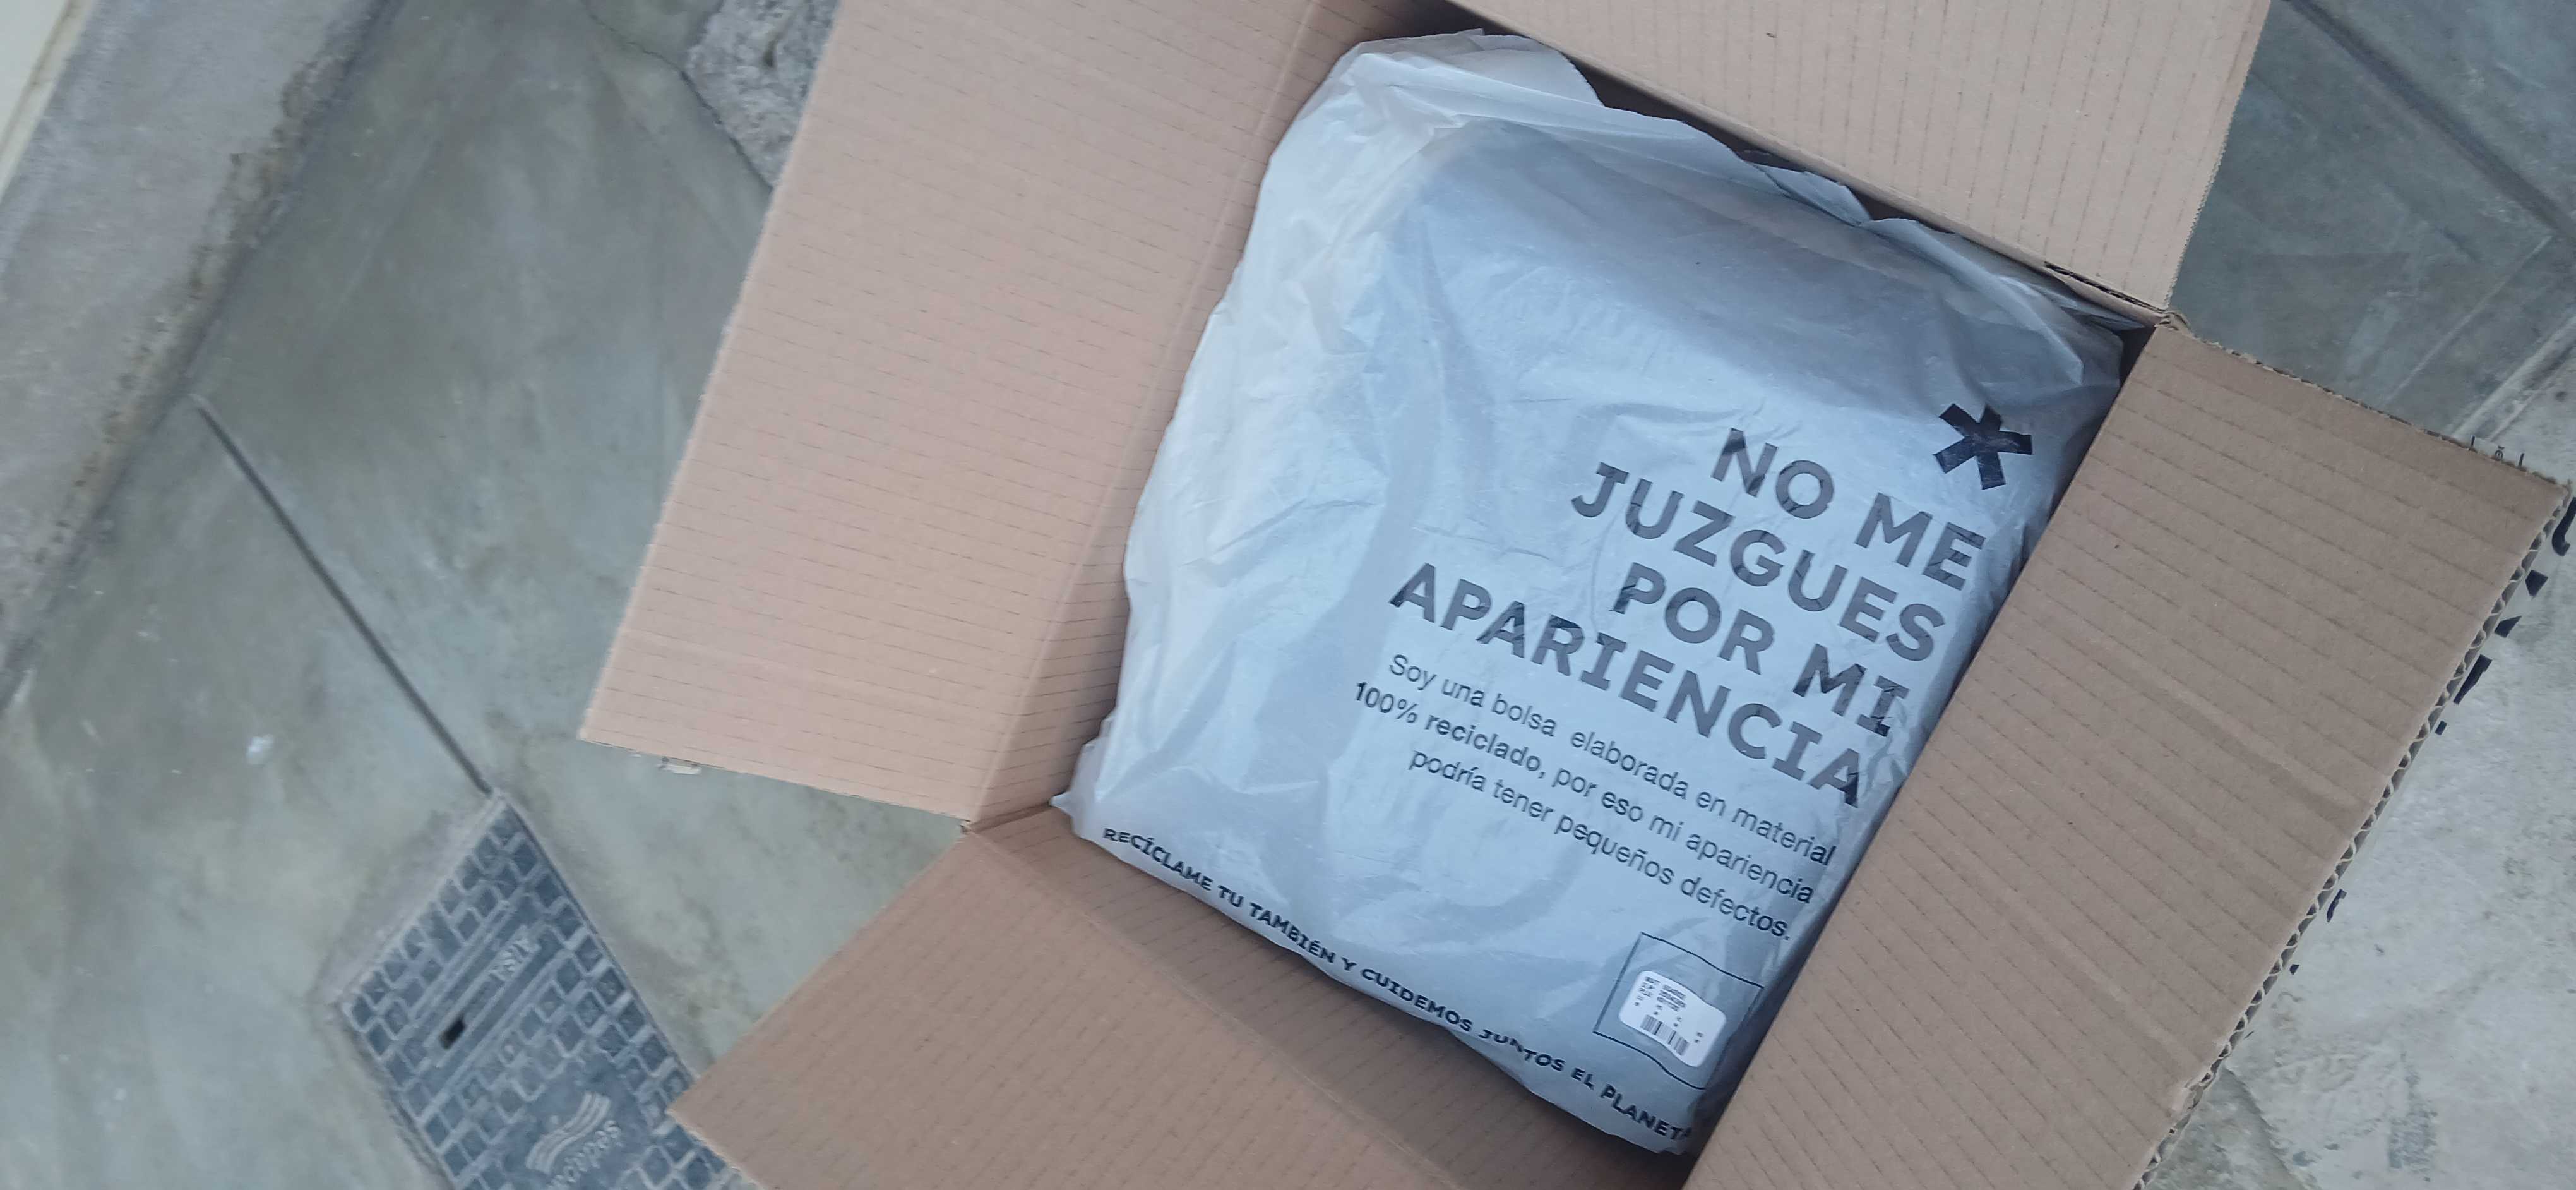 NO ME
JUZGUES
POR MI
APARIENCIA
Soy una bolsa elaborada en material
100% reciclado, por eso mi apariencia
podría tener pequeños defectos.
RECÍCLAME TU TAMBIÉN Y CUIDEMOS JUNTOS EL PLANETA